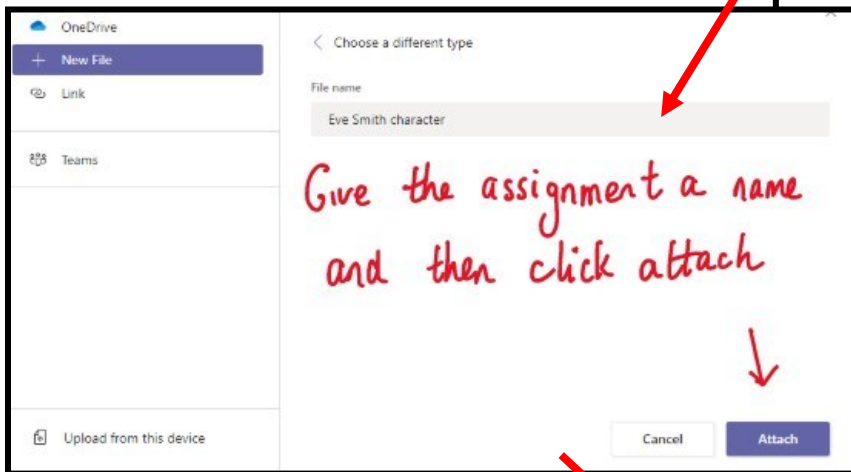 OneDrive
New File
Link
Teams
Upload from this device
Choose a different type
File name
Eve Smith character
Give the assignment a name
and then click attach
Cancel
Attach